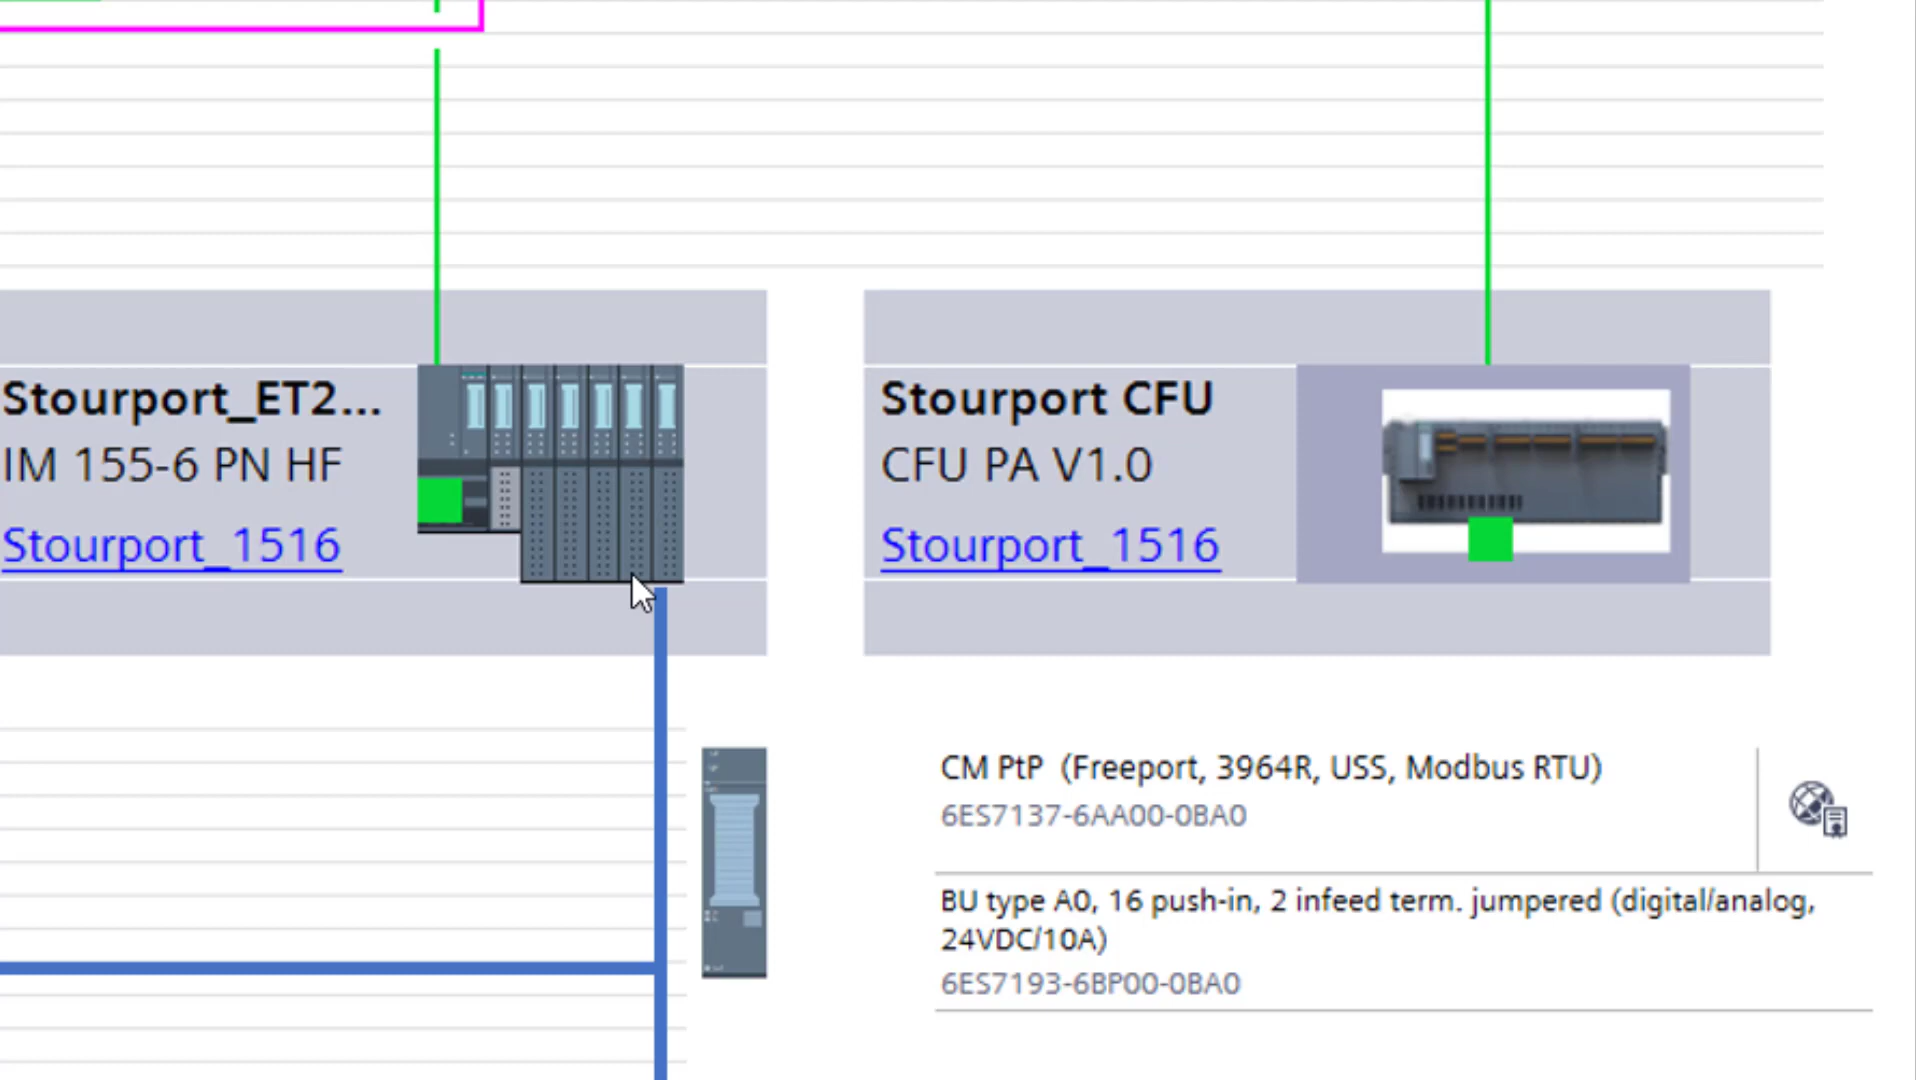 Stourport_ET2...
IM 155-6 PN HF
Stourport_1516
Stourport CFU
CFU PA V1.0
Stourport_1516
CM PtP (Freeport, 3964R, USS, Modbus RTU)
6ES7137-6AA00-0BA0
BU type A0, 16 push-in, 2 infeed term. jumpered (digital/analog,
24VDC/10A)
6ES7193-6BP00-0BA0